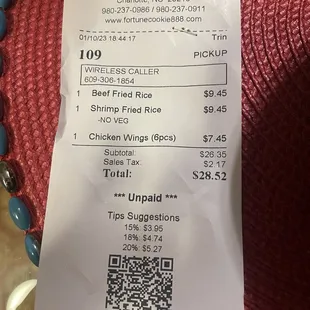 Charlotte, NC 28210
980-237-0986 / 980-237-0911
www.fortunecookie888.com
01/10/23 18:44:17 Trin
109 PICKUP
WIRELESS CALLER
609-306-1854
1 Beef Fried Rice $9.45
1 Shrimp Fried Rice $9.45
-NO VEG
1 Chicken Wings (6pcs) $7.45
Subtotal: $26.35
Sales Tax: $2.17
Total: $28.52
*** Unpaid ***
Tips Suggestions
15%: $3.95
18%: $4.74
20%: $5.27